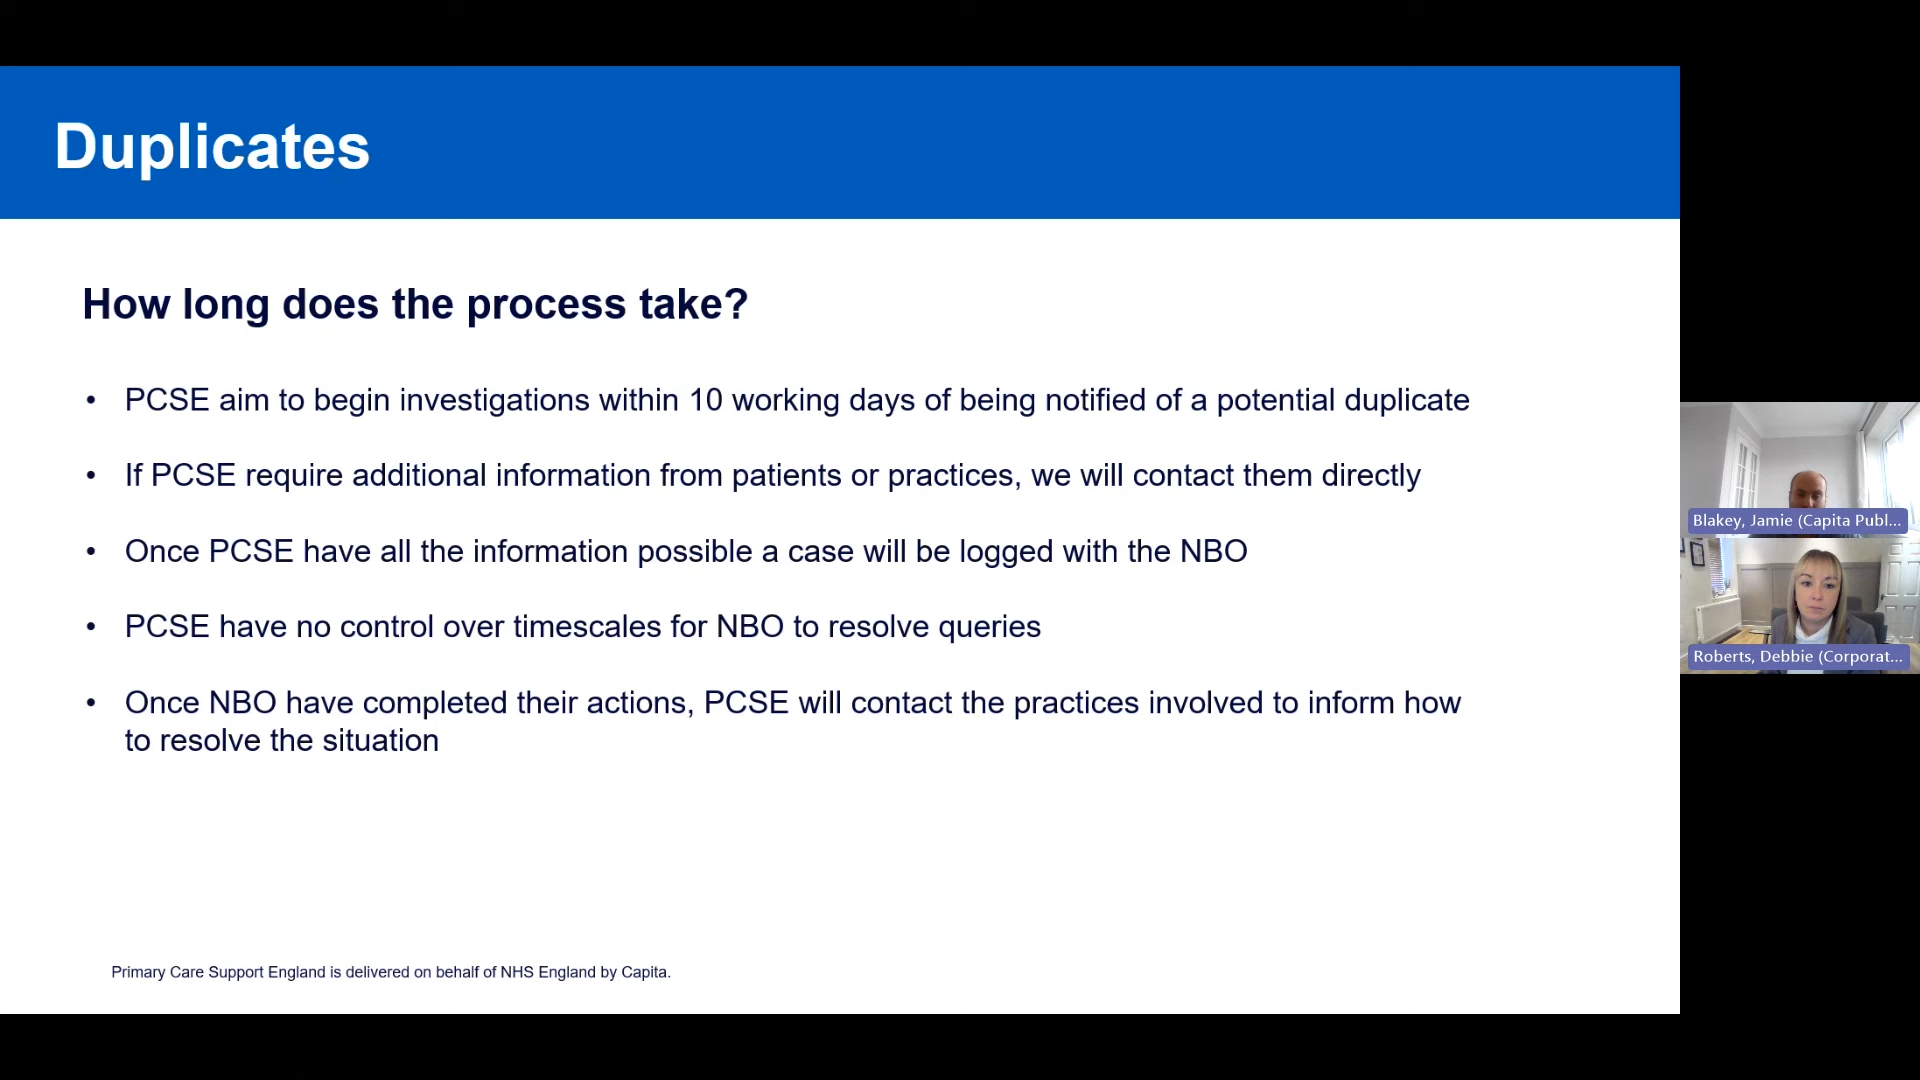 Duplicates
How long does the process take?
• PCSE aim to begin investigations within 10 working days of being notified of a potential duplicate
• If PCSE require additional information from patients or practices, we will contact them directly
• Once PCSE have all the information possible a case will be logged with the NBO
• PCSE have no control over timescales for NBO to resolve queries
• Once NBO have completed their actions, PCSE will contact the practices involved to inform how
to resolve the situation
Primary Care Support England is delivered on behalf of NHS England by Capita.
Blakey, Jamie (Capita Publ...
Roberts, Debbie (Corporat...